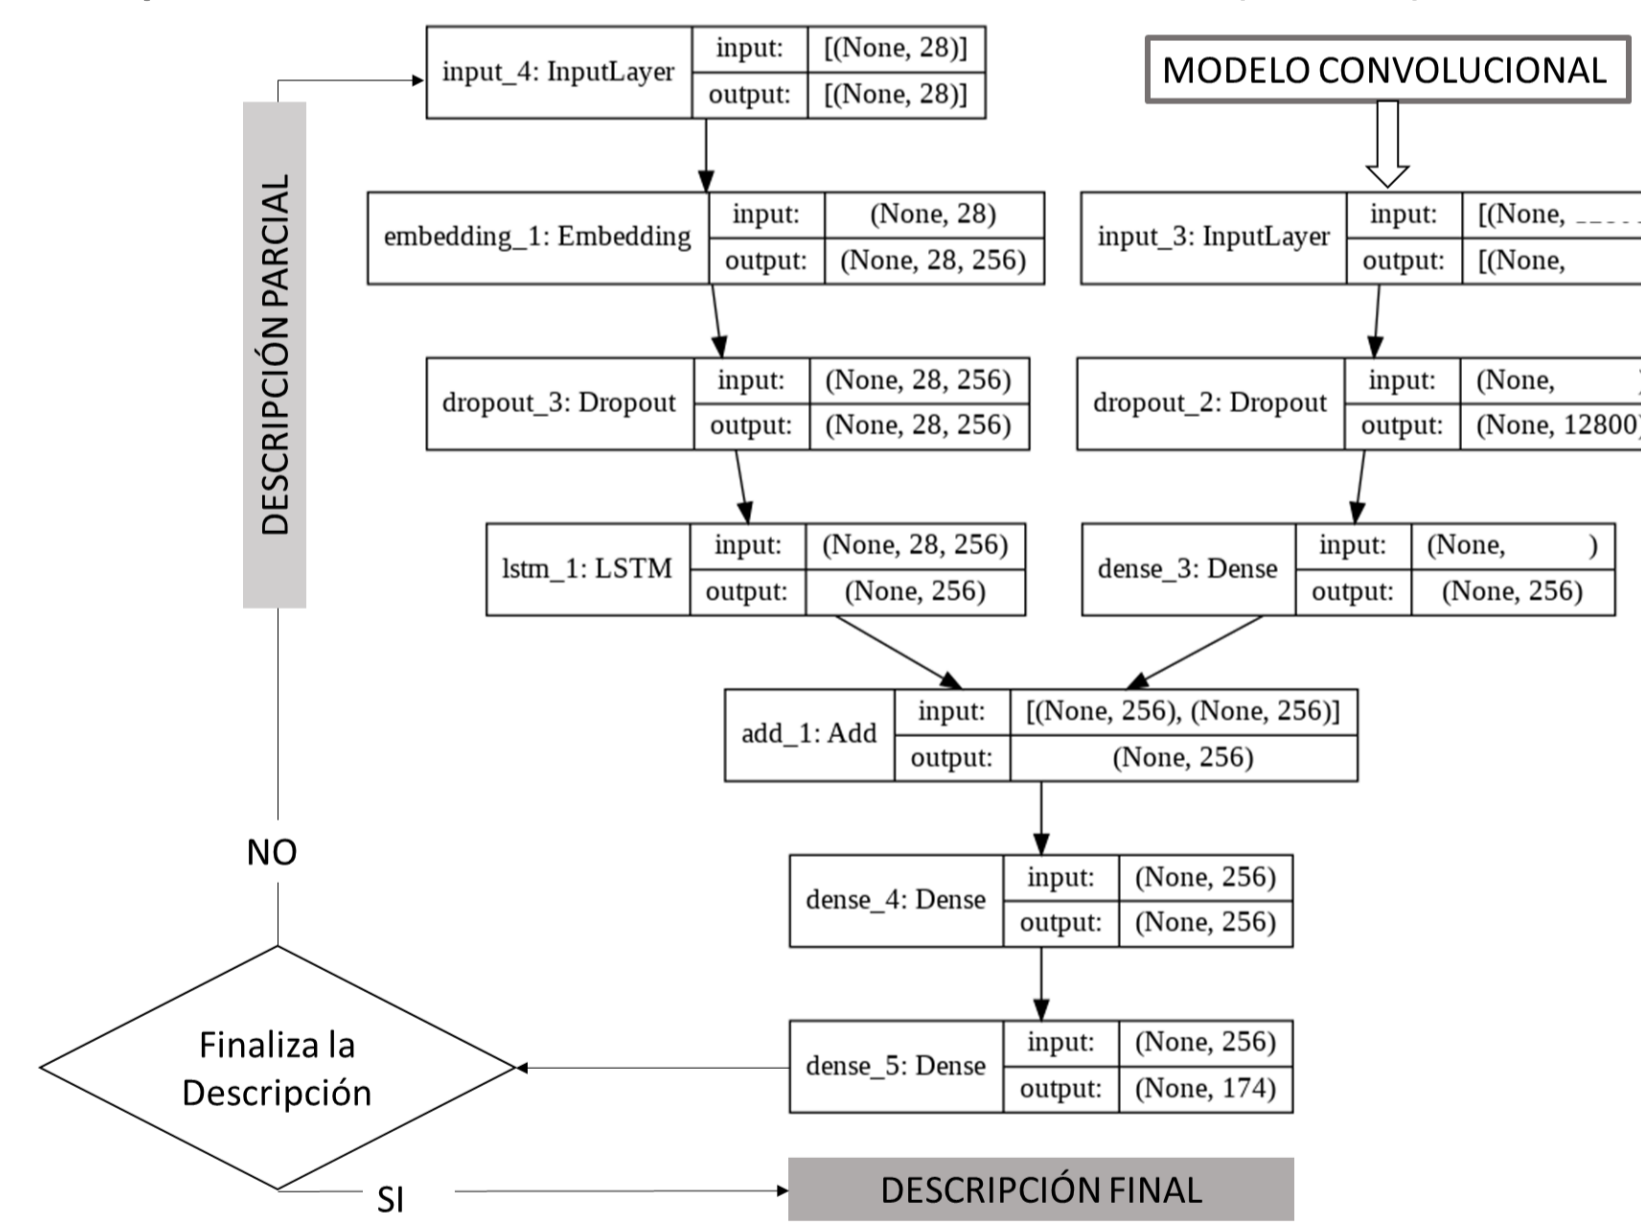 input_4: InputLayer
input:
[(None, 28)]
output:
[(None, 28)]
MODELO CONVOLUCIONAL
DESCRIPCIÓN PARCIAL
embedding_1: Embedding
input:
(None, 28)
output:
(None, 28, 256)
input_3: InputLayer
input:
[(None,
output:
[(None,
dropout_3: Dropout
input:
(None, 28, 256)
output:
(None, 28, 256)
dropout_2: Dropout
input:
(None,
output:
(None, 12800)
lstm_1: LSTM
input:
(None, 28, 256)
output:
(None, 256)
dense_3: Dense
input:
(None, )
output:
(None, 256)
add_1: Add
input:
[(None, 256), (None, 256)]
output:
(None, 256)
NO
dense_4: Dense
input:
(None, 256)
output:
(None, 256)
Finaliza la
Descripción
dense_5: Dense
input:
(None, 256)
output:
(None, 174)
SI
DESCRIPCIÓN FINAL